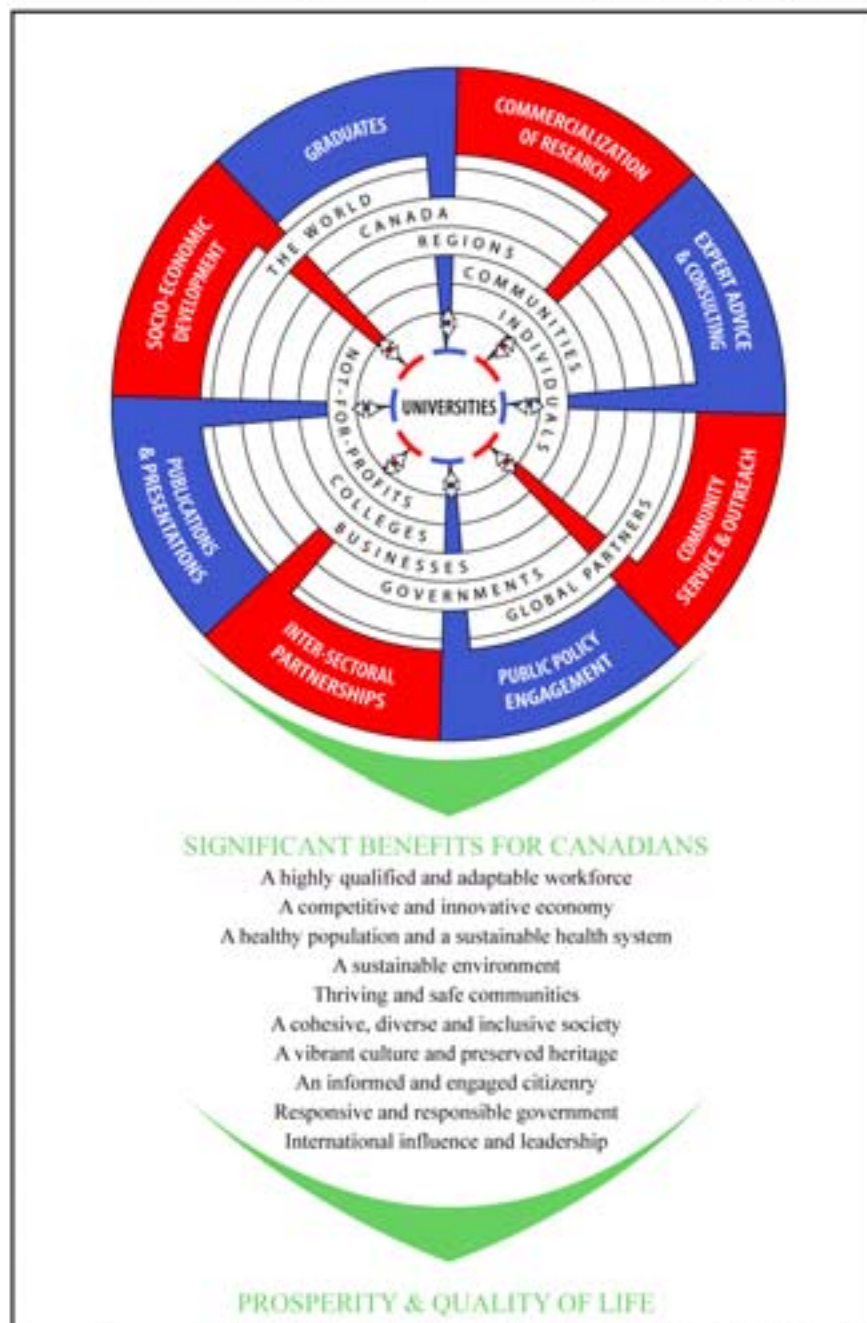 GRADUATES
COMMERCIALIZATION
OF RESEARCH
EXPERT ADVICE
& CONSULTING
COMMUNITY
SERVICE & OUTREACH
PUBLIC POLICY
ENGAGEMENT
INTER-SECTORAL
PARTNERSHIPS
PUBLICATIONS
& PRESENTATIONS
SOCIO-ECONOMIC
DEVELOPMENT
THE WORLD
CANADA
REGIONS
COMMUNITIES
INDIVIDUALS
UNIVERSITIES
NOT-FOR-PROFITS
COLLEGES
BUSINESSES
GOVERNMENTS
GLOBAL PARTNERS
SIGNIFICANT BENEFITS FOR CANADIANS
A highly qualified and adaptable workforce
A competitive and innovative economy
A healthy population and a sustainable health system
A sustainable environment
Thriving and safe communities
A cohesive, diverse and inclusive society
A vibrant culture and preserved heritage
An informed and engaged citizenry
Responsive and responsible government
International influence and leadership
PROSPERITY & QUALITY OF LIFE